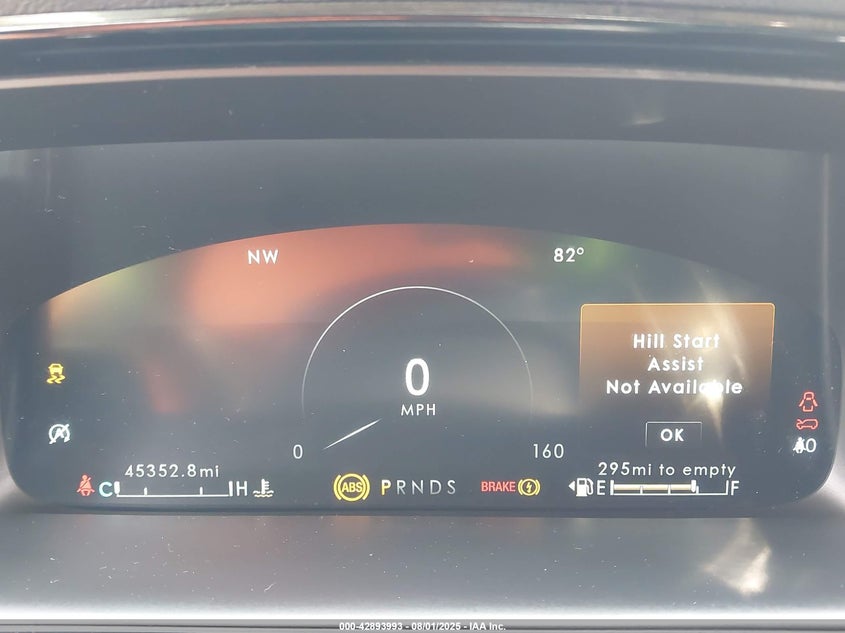 NW
82°
Hill Start
Assist
Not Available
OK
0
MPH
0
160
45352.8mi
295mi to empty
C H
ABS
PRNDS
BRAKE
E F
000-42893993 - 08/01/2025 - IAA Inc.